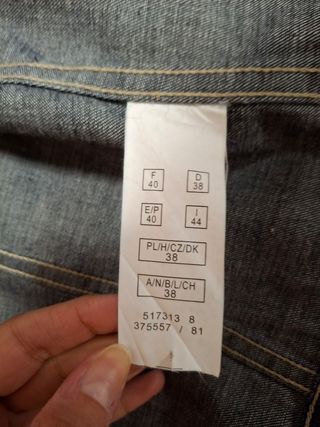 F D
40 38
E/P I
40 44
PL/H/CZ/DK
38
A/N/B/L/CH
38
517313 8
375557 / 81